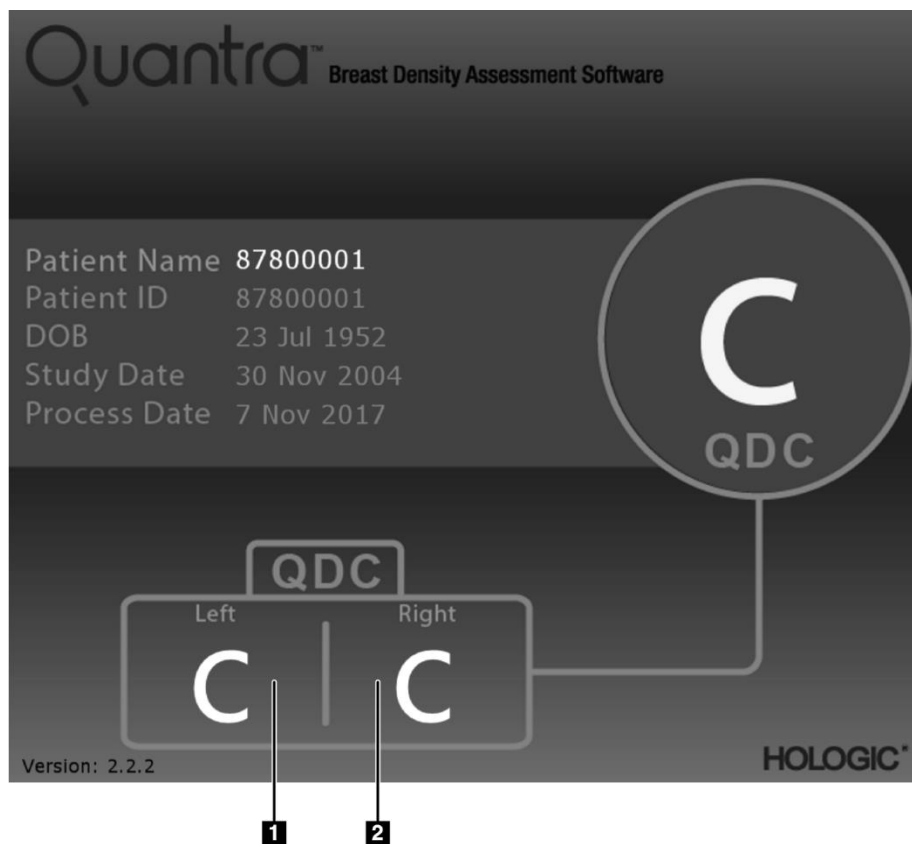 Quantra™ Breast Density Assessment Software
Patient Name 87800001
Patient ID 87800001
DOB 23 Jul 1952
Study Date 30 Nov 2004
Process Date 7 Nov 2017
C
QDC
QDC
Left Right
C C
Version: 2.2.2
HOLOGIC®
1 2